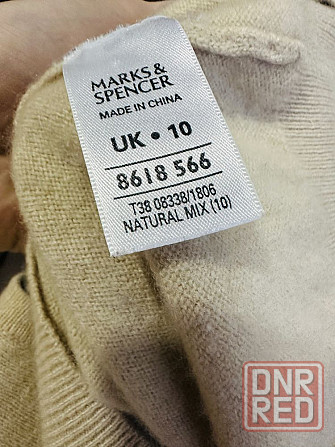 MARKS &
SPENCER
MADE IN CHINA
UK • 10
8618 566
T38 08338/1806
NATURAL MIX (10)
DNR
RED